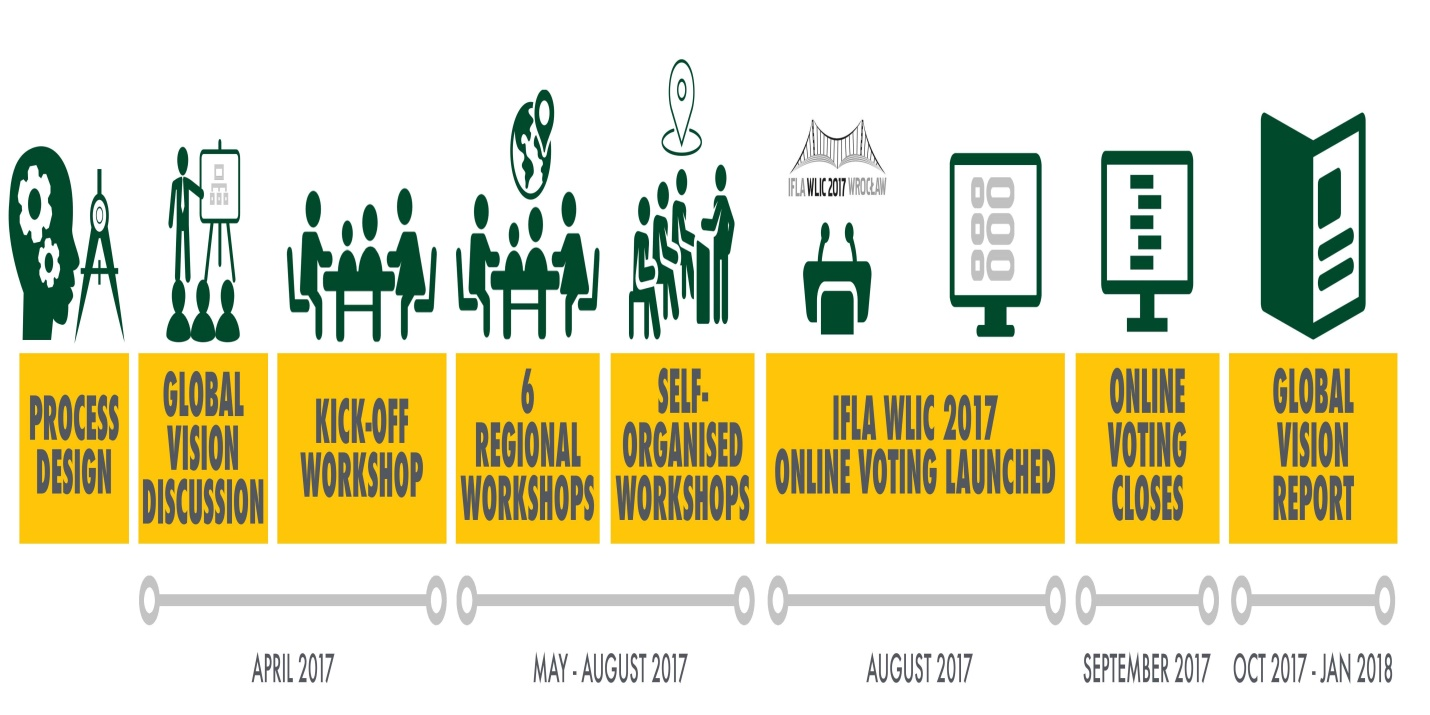 IFLA WLIC 2017 WROCŁAW
PROCESS
DESIGN
GLOBAL
VISION
DISCUSSION
KICK-OFF
WORKSHOP
6
REGIONAL
WORKSHOPS
SELF-
ORGANISED
WORKSHOPS
IFLA WLIC 2017
ONLINE VOTING LAUNCHED
ONLINE
VOTING
CLOSES
GLOBAL
VISION
REPORT
APRIL 2017
MAY - AUGUST 2017
AUGUST 2017
SEPTEMBER 2017
OCT 2017 - JAN 2018